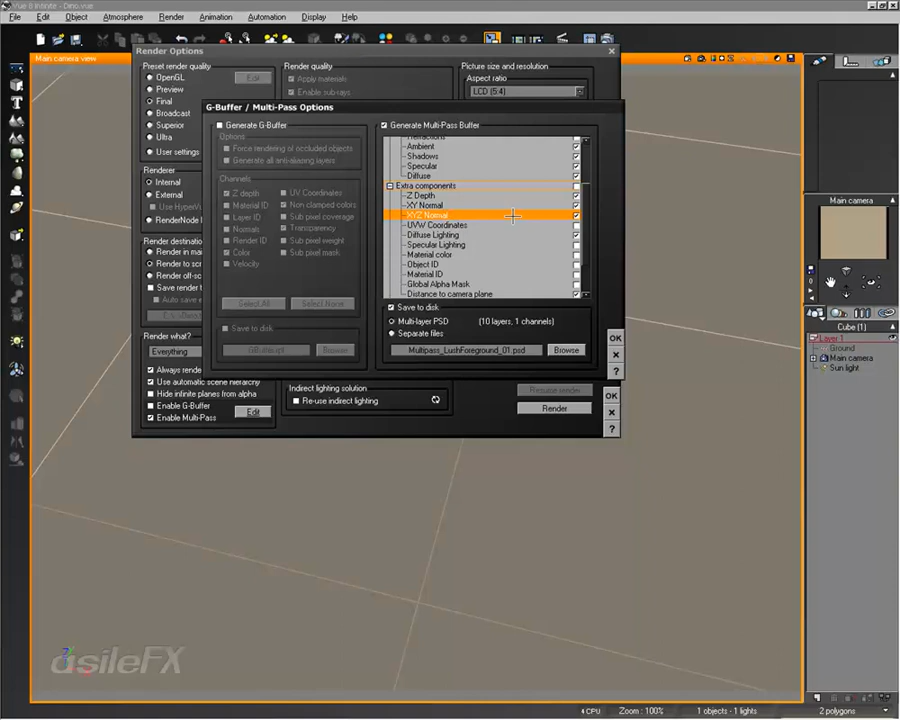 Vue 8 Infinite - Dino.vue
File Edit Object Atmosphere Render Animation Automation Display Help
Main camera view
Render Options
Preset render quality
OpenGL
Edit
Preview
Final
Broadcast
Superior
Ultra
User settings
Render quality
Apply materials
Enable sub-rays
Picture size and resolution
Aspect ratio
LCD (5:4)
G-Buffer / Multi-Pass Options
Generate G-Buffer
Options
Force rendering of occluded objects
Generate all anti-aliasing layers
Channels
Z depth
UV Coordinates
Material ID
Non clamped colors
Layer ID
Sub pixel coverage
Normals
Transparency
Render ID
Sub pixel weight
Color
Sub pixel mask
Velocity
Select All
Select None
Save to disk
Browse
Generate Multi-Pass Buffer
Ambient
Shadows
Specular
Diffuse
Extra components
Z Depth
XY Normal
XYZ Normal
UVW Coordinates
Diffuse Lighting
Specular Lighting
Material color
Object ID
Material ID
Global Alpha Mask
Distance to camera plane
Save to disk
Multi-layer PSD (10 layers, 1 channels)
Separate files
Multipass_LushForeground_01.psd
Browse
OK
?
Renderer
Internal
External
RenderNode
Render destination
Render what?
Everything
Use automatic scene hierarchy
Hide infinite planes from alpha
Enable G-Buffer
Enable Multi-Pass
Edit
Indirect lighting solution
Re-use indirect lighting
Resume render
Render
OK
?
Main camera
Cube (1)
Layer 1
Ground
Main camera
Sun light
asileFX
CPU
Zoom : 100%
1 objects - 1 lights
2 polygons